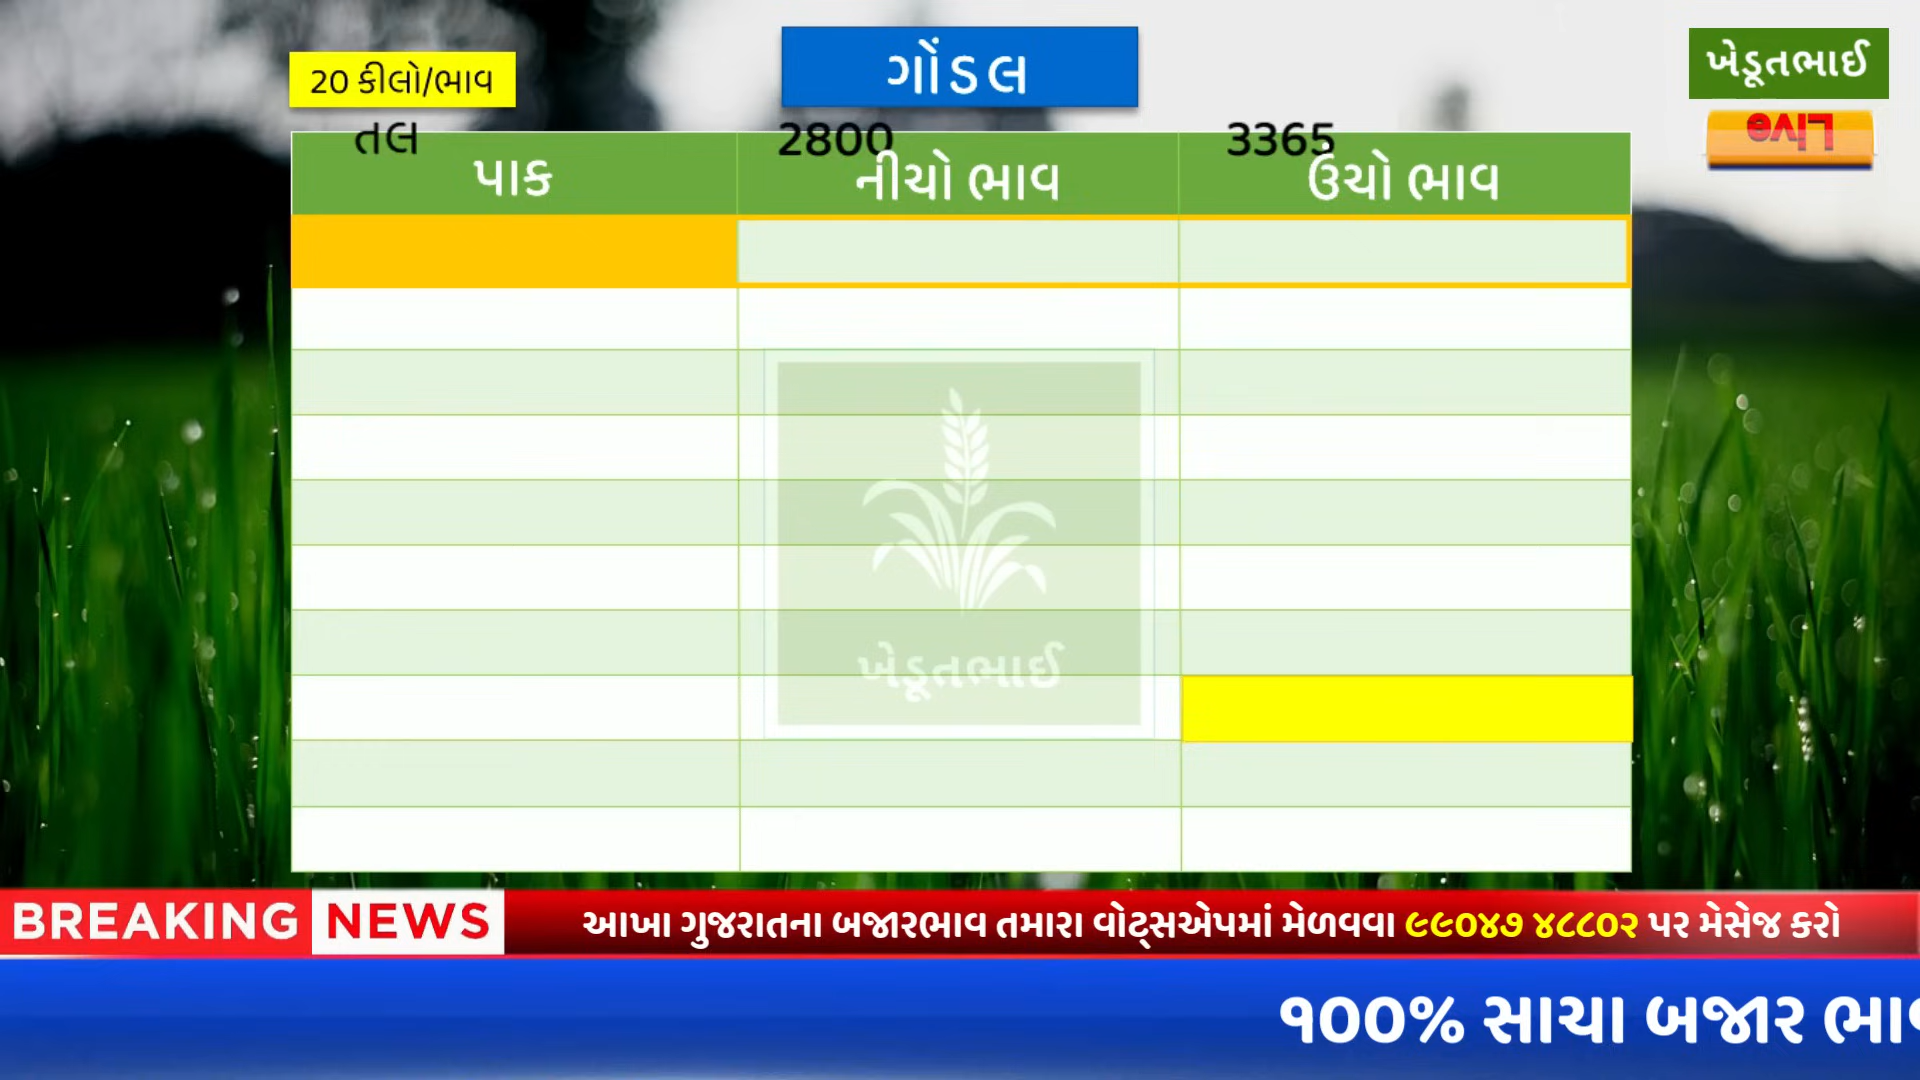 20 કીલો/ભાવ
ગોંડલ
ખેડૂતભાઈ
Live
તલ 2800 3365
પાક નીચો ભાવ ઉંચો ભાવ
ખેડૂતભાઈ
BREAKING NEWS
આખા ગુજરાતના બજારભાવ તમારા વોટ્સએપમાં મેળવવા ૯૯૦૪૭ ૪૮૮૦૨ પર મેસેજ કરો
૧૦૦% સાચા બજાર